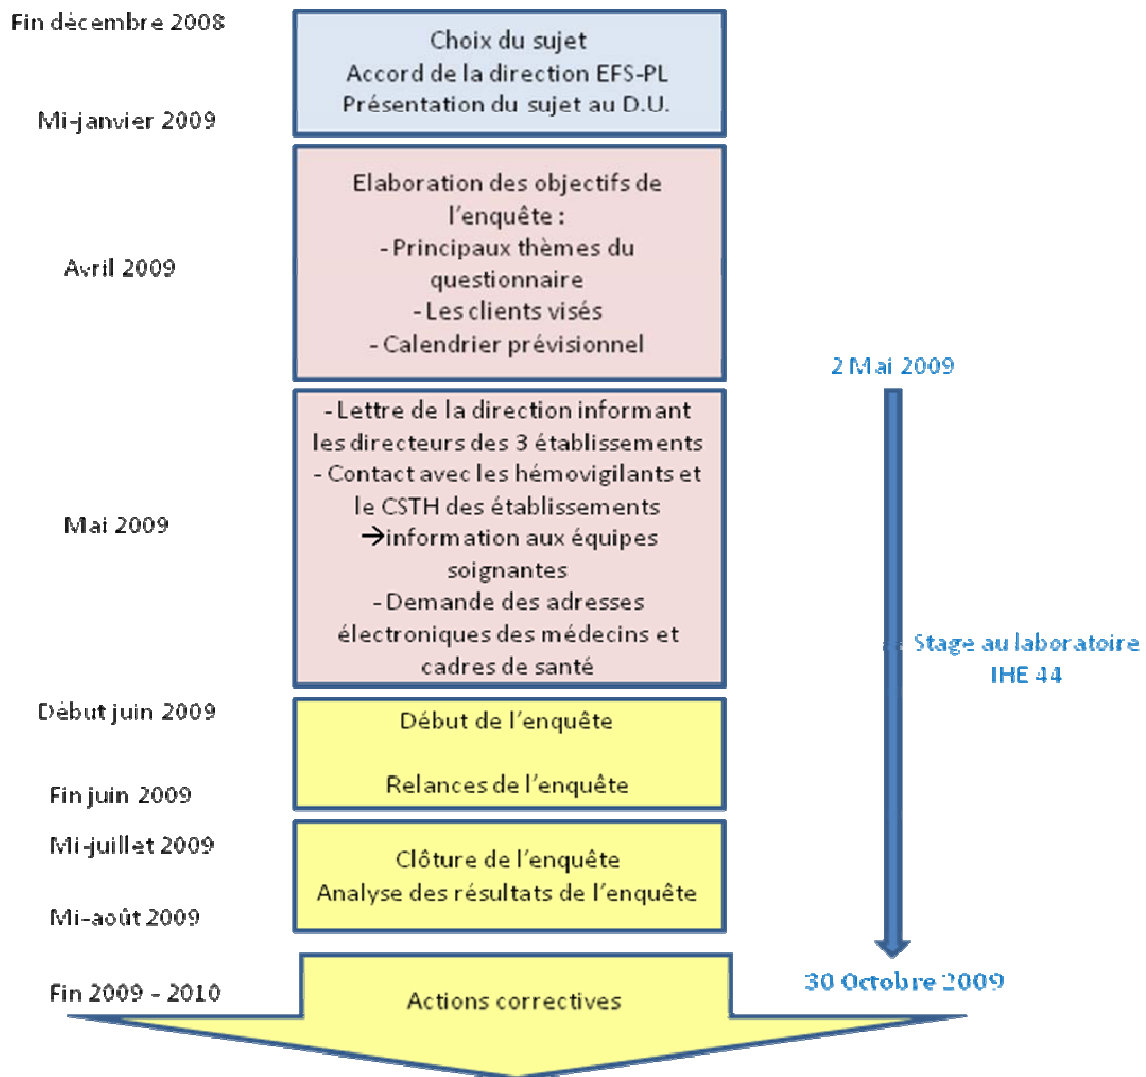 Fin décembre 2008
Choix du sujet
Accord de la direction EFS-PL
Présentation du sujet au D.U.
Mi-janvier 2009
Elaboration des objectifs de
l'enquête :
- Principaux thèmes du
questionnaire
- Les clients visés
- Calendrier prévisionnel
Avril 2009
2 Mai 2009
- Lettre de la direction informant
les directeurs des 3 établissements
- Contact avec les hémovigilants et
le CSTH des établissements
→information aux équipes
soignantes
- Demande des adresses
électroniques des médecins et
cadres de santé
Mai 2009
Stage au laboratoire
IHE 44
Début juin 2009
Début de l'enquête
Relances de l'enquête
Fin juin 2009
Mi-juillet 2009
Clôture de l'enquête
Analyse des résultats de l'enquête
Mi-août 2009
Fin 2009 - 2010
Actions correctives
30 Octobre 2009